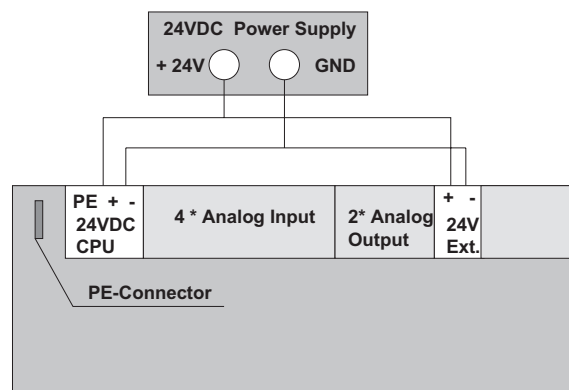 24VDC Power Supply
+ 24V GND
PE + -
24VDC
CPU
4 * Analog Input
2* Analog
Output
+ -
24V
Ext.
PE-Connector